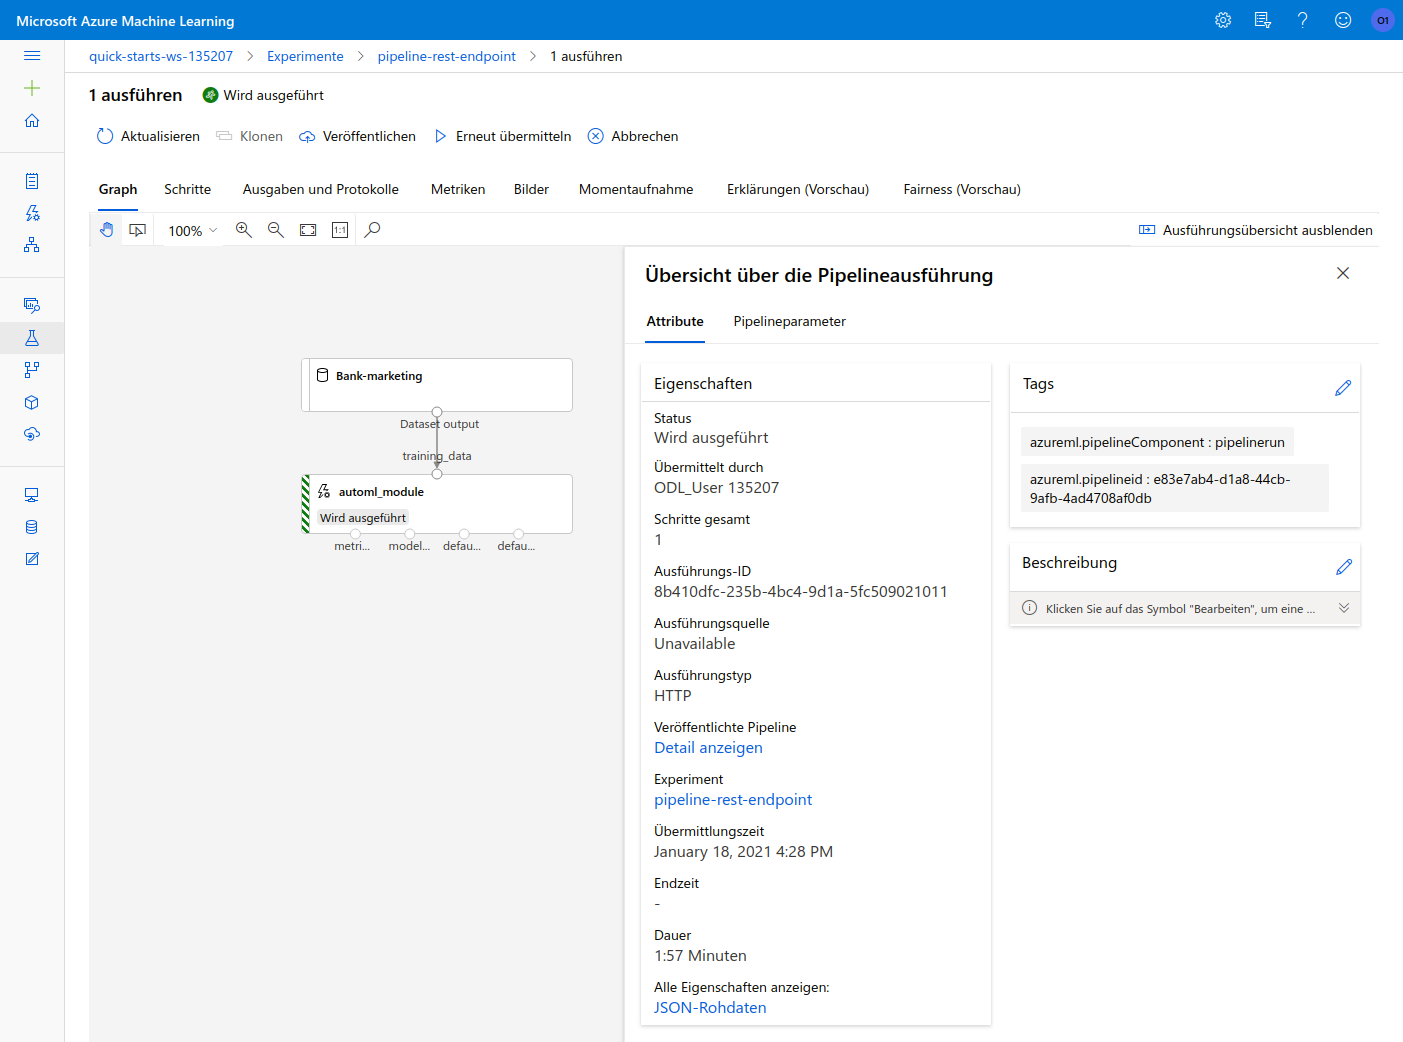 Microsoft Azure Machine Learning
O1
quick-starts-ws-135207 > Experimente > pipeline-rest-endpoint > 1 ausführen
1 ausführen Wird ausgeführt
Aktualisieren Klonen Veröffentlichen Erneut übermitteln Abbrechen
Graph Schritte Ausgaben und Protokolle Metriken Bilder Momentaufnahme Erklärungen (Vorschau) Fairness (Vorschau)
100% 1:1 Ausführungsübersicht ausblenden
Bank-marketing
Dataset output
training_data
automl_module
Wird ausgeführt
metri... model... defau... defau...
Übersicht über die Pipelineausführung
Attribute Pipelineparameter
Eigenschaften
Status
Wird ausgeführt
Übermittelt durch
ODL_User 135207
Schritte gesamt
1
Ausführungs-ID
8b410dfc-235b-4bc4-9d1a-5fc509021011
Ausführungsquelle
Unavailable
Ausführungstyp
HTTP
Veröffentlichte Pipeline
Detail anzeigen
Experiment
pipeline-rest-endpoint
Übermittlungszeit
January 18, 2021 4:28 PM
Endzeit
-
Dauer
1:57 Minuten
Alle Eigenschaften anzeigen:
JSON-Rohdaten
Tags
azureml.pipelineComponent : pipelinerun
azureml.pipelineid : e83e7ab4-d1a8-44cb-
9afb-4ad4708af0db
Beschreibung
Klicken Sie auf das Symbol "Bearbeiten", um eine ...